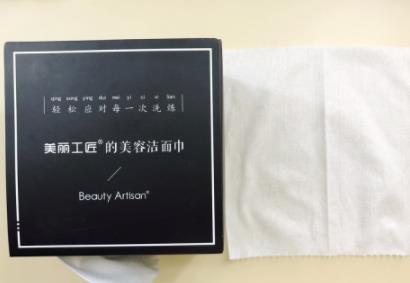 qing song ying dui mei yi ci xi lian
轻松应对每一次洗炼
美丽工匠®的美容洁面巾
Beauty Artisan®